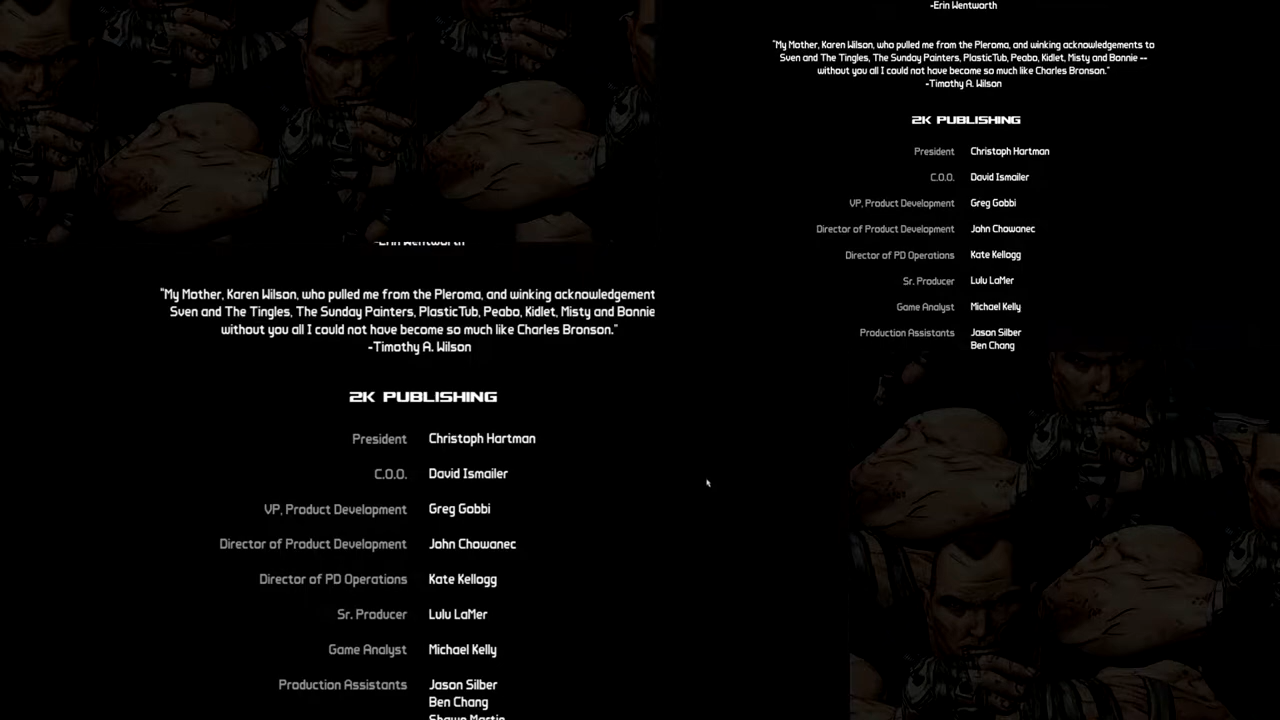 -Erin Wentworth
"My Mother, Karen Wilson, who pulled me from the Pleroma, and winking acknowledgements to
Sven and The Tingles, The Sunday Painters, PlasticTub, Peabo, Kidlet, Misty and Bonnie --
without you all I could not have become so much like Charles Bronson."
-Timothy A. Wilson
2K PUBLISHING
President Christoph Hartman
C.O.O. David Ismailer
VP, Product Development Greg Gobbi
Director of Product Development John Chowanec
Director of PD Operations Kate Kellogg
Sr. Producer Lulu LaMer
Game Analyst Michael Kelly
Production Assistants Jason Silber
Ben Chang
-Erin Wentworth
"My Mother, Karen Wilson, who pulled me from the Pleroma, and winking acknowledgement
Sven and The Tingles, The Sunday Painters, PlasticTub, Peabo, Kidlet, Misty and Bonnie
without you all I could not have become so much like Charles Bronson."
-Timothy A. Wilson
2K PUBLISHING
President Christoph Hartman
C.O.O. David Ismailer
VP, Product Development Greg Gobbi
Director of Product Development John Chowanec
Director of PD Operations Kate Kellogg
Sr. Producer Lulu LaMer
Game Analyst Michael Kelly
Production Assistants Jason Silber
Ben Chang
Shawn Martin